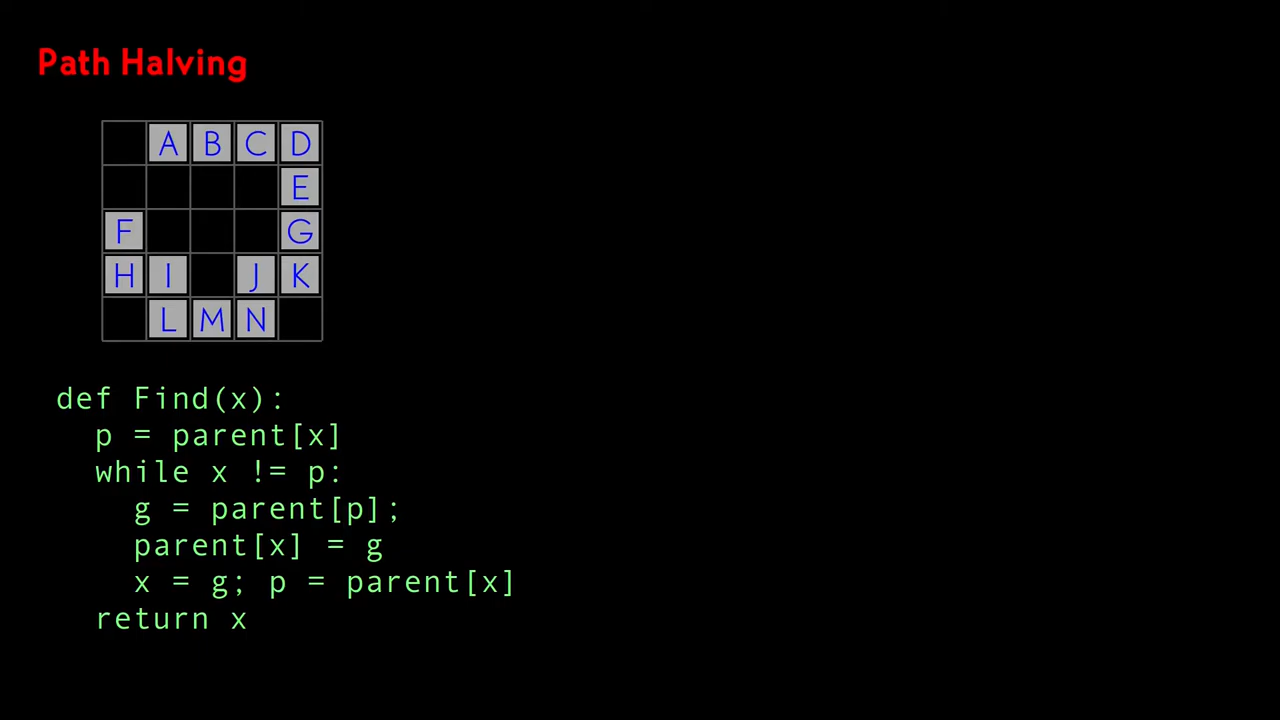 Path Halving
A B C D
E
F G
H I J K
L M N
def Find(x):
  p = parent[x]
  while x != p:
    g = parent[p];
    parent[x] = g
    x = g; p = parent[x]
  return x